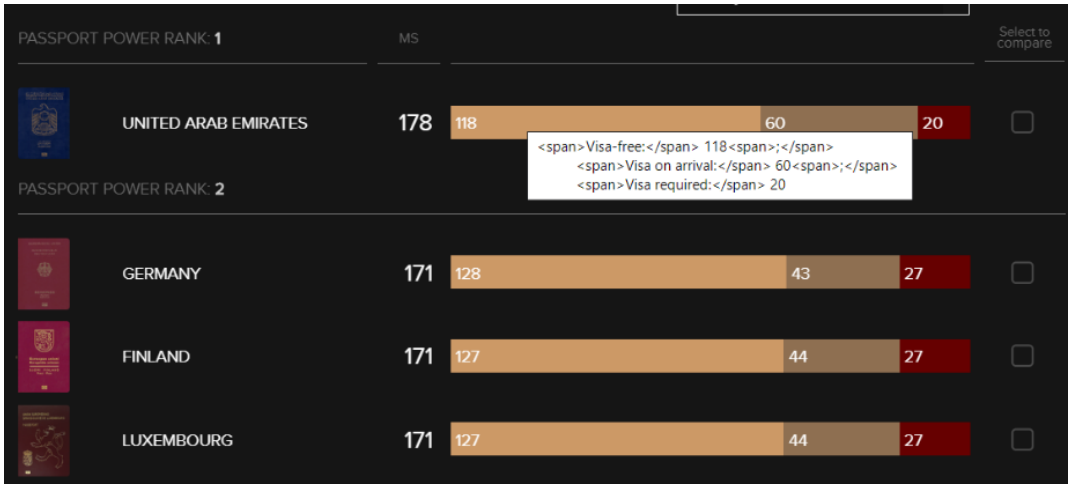 PASSPORT POWER RANK: 1 MS Select to
compare
UNITED ARAB EMIRATES 178 118 60 20
<span>Visa-free:</span> 118<span>;</span>
<span>Visa on arrival:</span> 60<span>;</span>
<span>Visa required:</span> 20
PASSPORT POWER RANK: 2
GERMANY 171 128 43 27
FINLAND 171 127 44 27
LUXEMBOURG 171 127 44 27